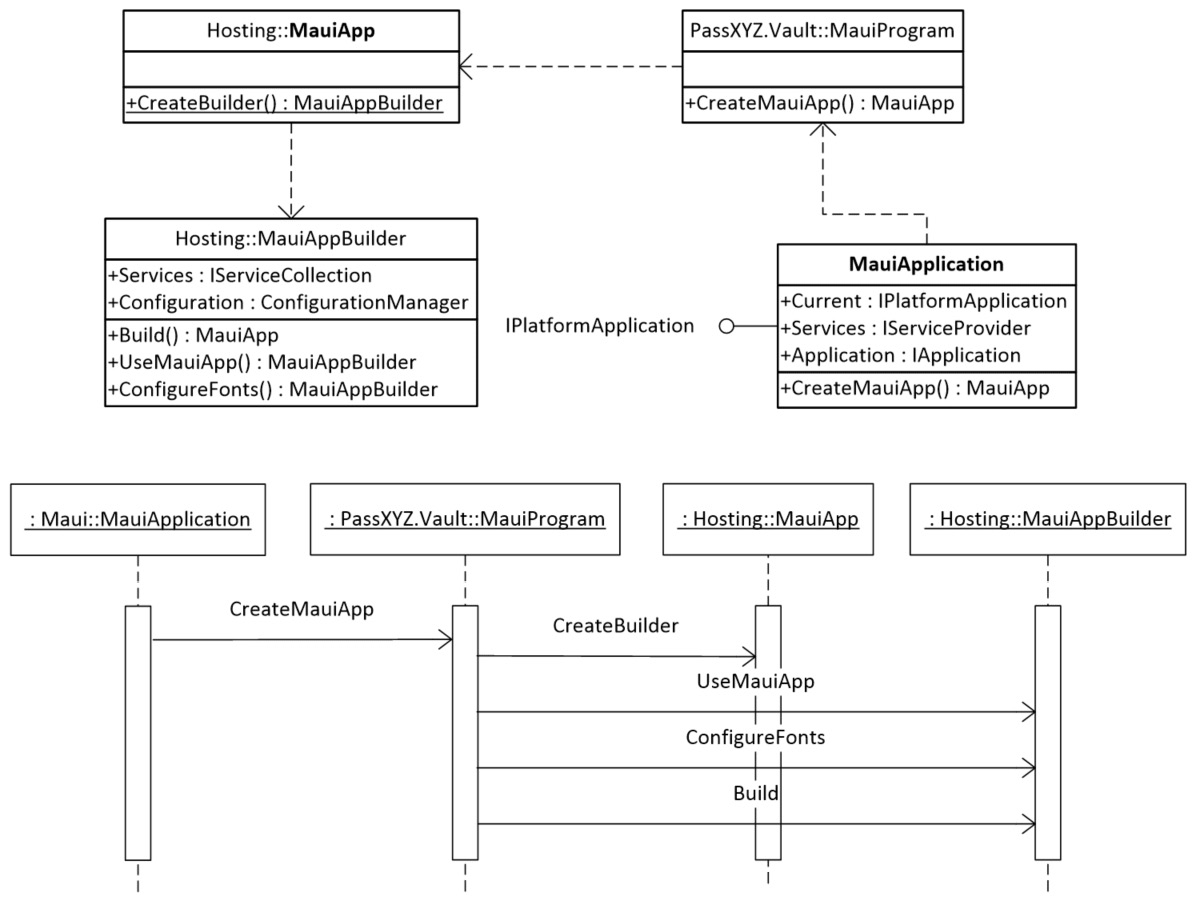 Hosting::MauiApp
+CreateBuilder() : MauiAppBuilder
PassXYZ.Vault::MauiProgram
+CreateMauiApp() : MauiApp
Hosting::MauiAppBuilder
+Services : IServiceCollection
+Configuration : ConfigurationManager
+Build() : MauiApp
+UseMauiApp() : MauiAppBuilder
+ConfigureFonts() : MauiAppBuilder
IPlatformApplication
MauiApplication
+Current : IPlatformApplication
+Services : IServiceProvider
+Application : IApplication
+CreateMauiApp() : MauiApp
: Maui::MauiApplication
: PassXYZ.Vault::MauiProgram
: Hosting::MauiApp
: Hosting::MauiAppBuilder
CreateMauiApp
CreateBuilder
UseMauiApp
ConfigureFonts
Build